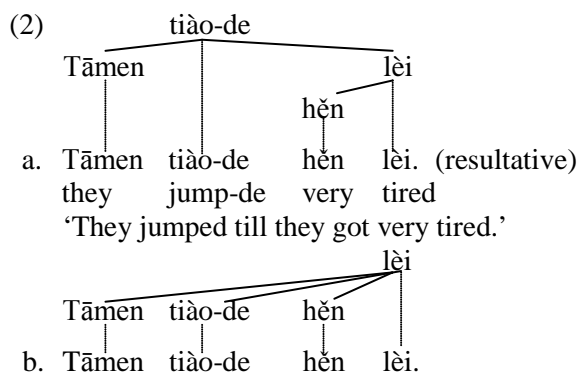 (2) tiào-de
Tāmen lèi
hěn
a. Tāmen tiào-de hěn lèi. (resultative)
they jump-de very tired
‘They jumped till they got very tired.’
lèi
Tāmen tiào-de hěn
b. Tāmen tiào-de hěn lèi.